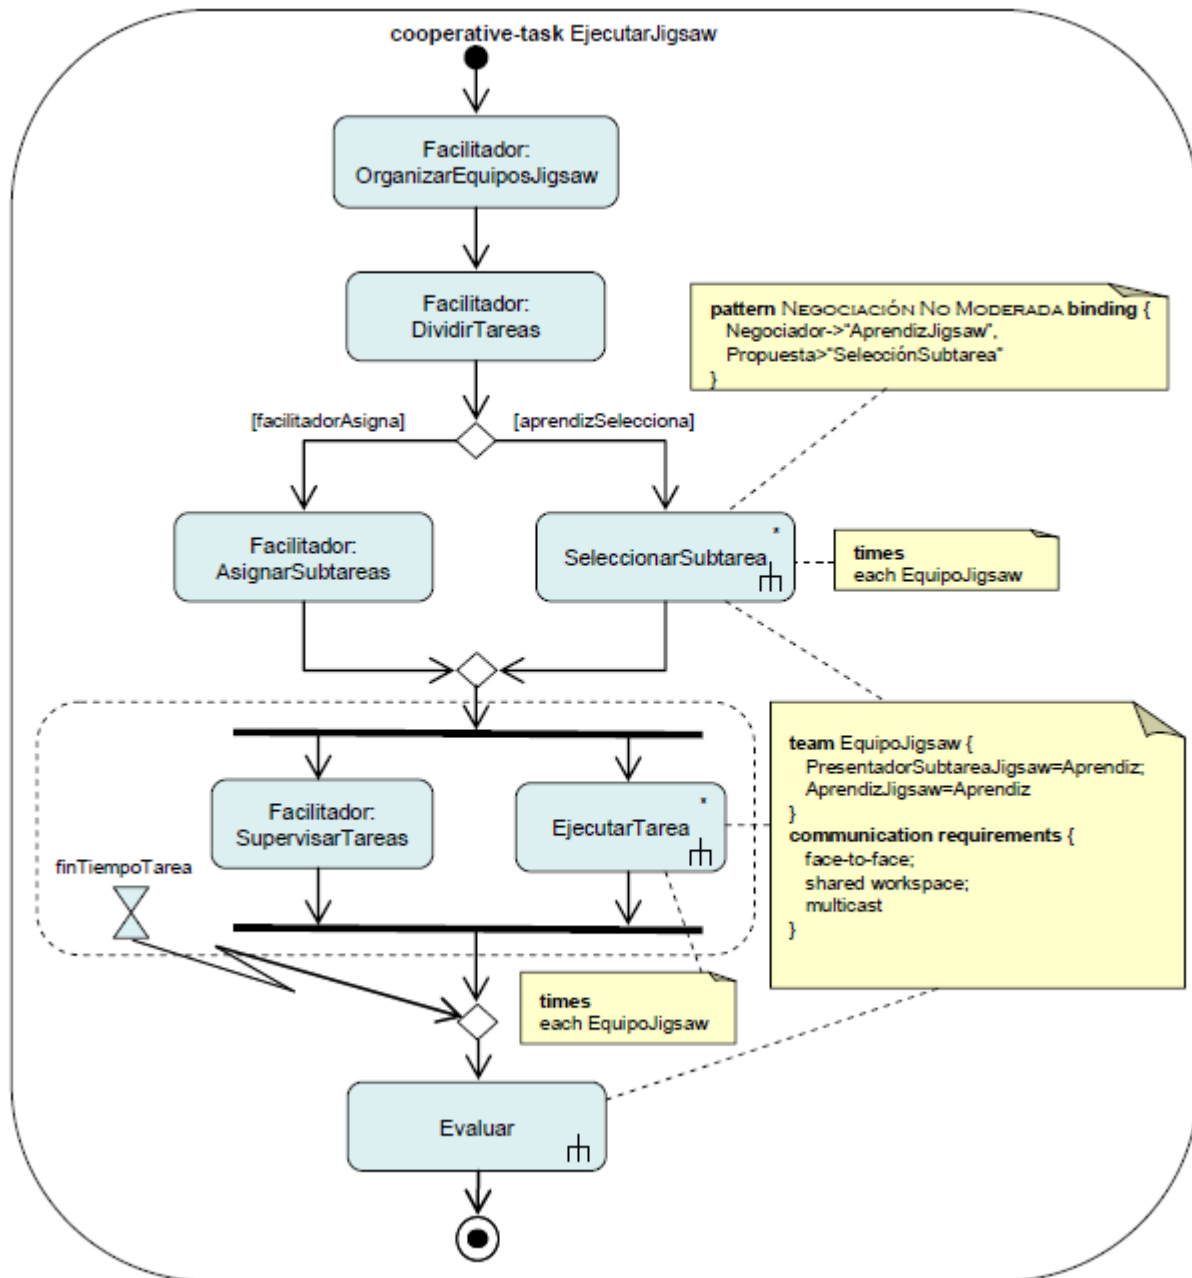 cooperative-task EjecutarJigsaw
Facilitador:
OrganizarEquiposJigsaw
Facilitador:
DividirTareas
pattern NEGOCIACIÓN NO MODERADA binding {
Negociador->"AprendizJigsaw",
Propuesta>"SelecciónSubtarea"
}
[facilitadorAsigna]
[aprendizSelecciona]
Facilitador:
AsignarSubtareas
*
SeleccionarSubtarea
times
each EquipoJigsaw
team EquipoJigsaw {
PresentadorSubtareaJigsaw=Aprendiz;
AprendizJigsaw=Aprendiz
}
communication requirements {
face-to-face;
shared workspace;
multicast
}
Facilitador:
SupervisarTareas
*
EjecutarTarea
finTiempoTarea
times
each EquipoJigsaw
Evaluar